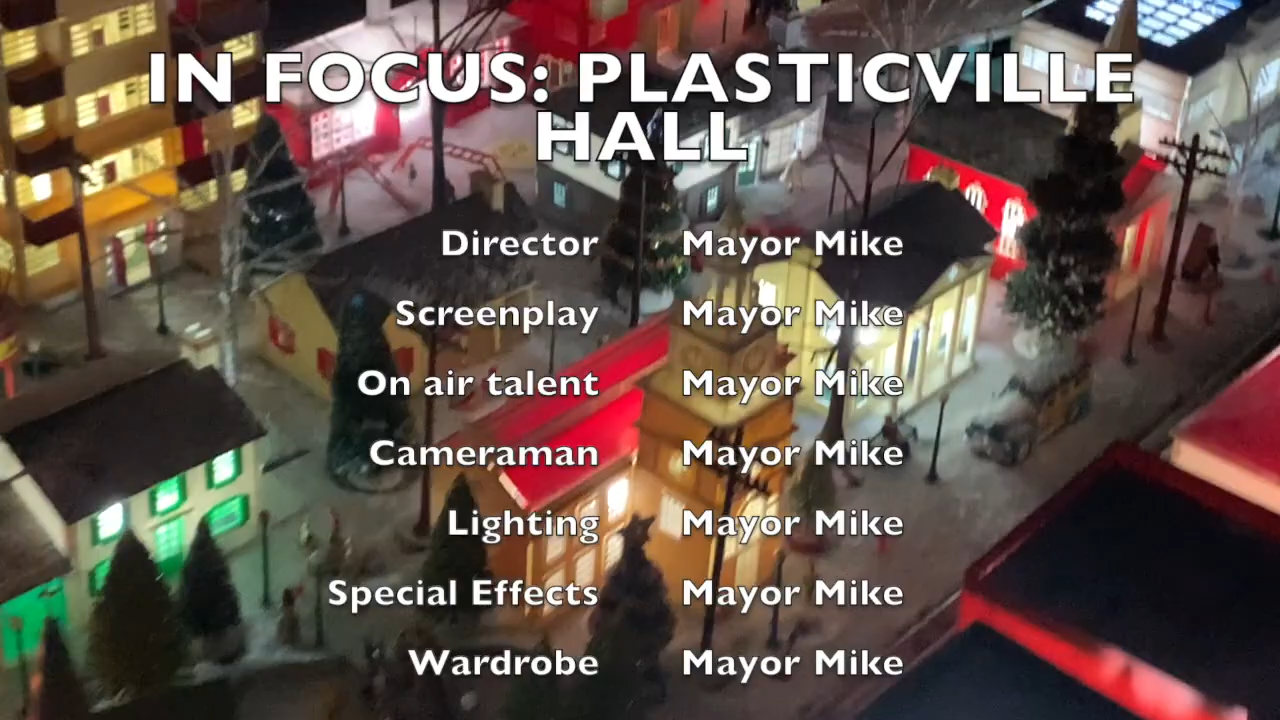 IN FOCUS: PLASTICVILLE
HALL
Director Mayor Mike
Screenplay Mayor Mike
On air talent Mayor Mike
Cameraman Mayor Mike
Lighting Mayor Mike
Special Effects Mayor Mike
Wardrobe Mayor Mike